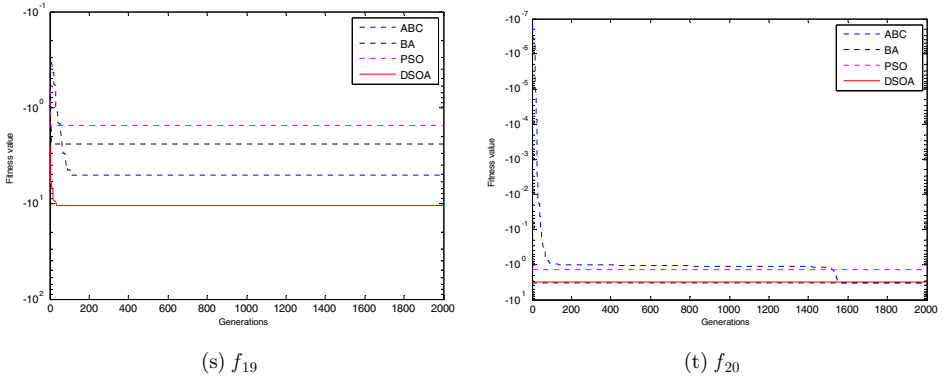 -10^-1
-10^0
-10^1
-10^2
Fitness value
0 200 400 600 800 1000 1200 1400 1600 1800 2000
Generations
ABC
BA
PSO
DSOA
(s) f_19
-10^-7
-10^-6
-10^-5
-10^-4
-10^-3
-10^-2
-10^-1
-10^0
-10^1
Fitness value
0 200 400 600 800 1000 1200 1400 1600 1800 2000
Generations
ABC
BA
PSO
DSOA
(t) f_20